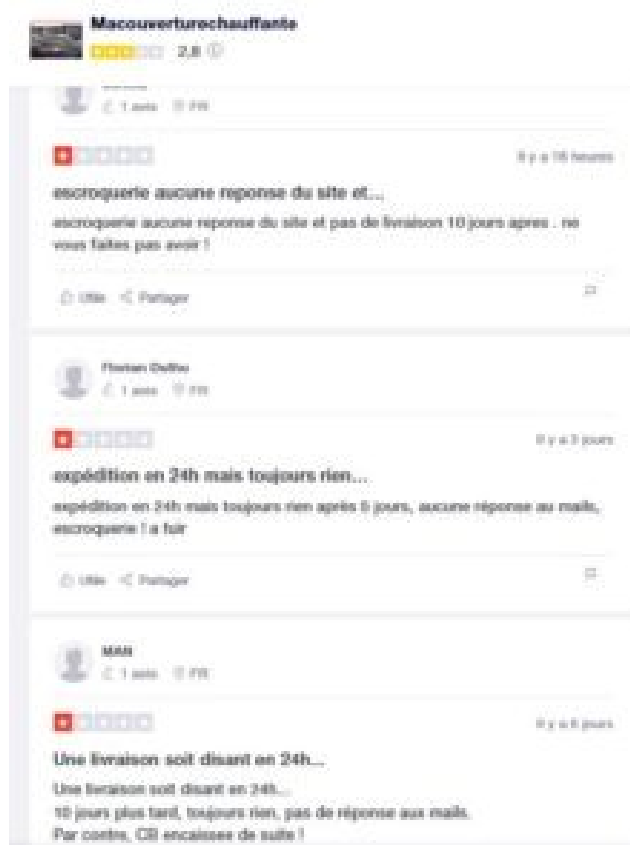 Macouverturechauffante
2,8
1 avis FR
Il y a 16 heures
escroquerie aucune reponse du site et...
escroquerie aucune reponse du site et pas de livraison 10 jours apres . ne
vous faites pas avoir !
Utile Partager
Florian
1 avis FR
Il y a 3 jours
expédition en 24h mais toujours rien...
expédition en 24h mais toujours rien après 6 jours, aucune réponse au mails,
escroquerie ! a fuir
Utile Partager
MAN
1 avis FR
Il y a 6 jours
Une livraison soit disant en 24h...
Une livraison soit disant en 24h...
10 jours plus tard, toujours rien, pas de réponse aux mails.
Par contre, CB encaissee de suite !